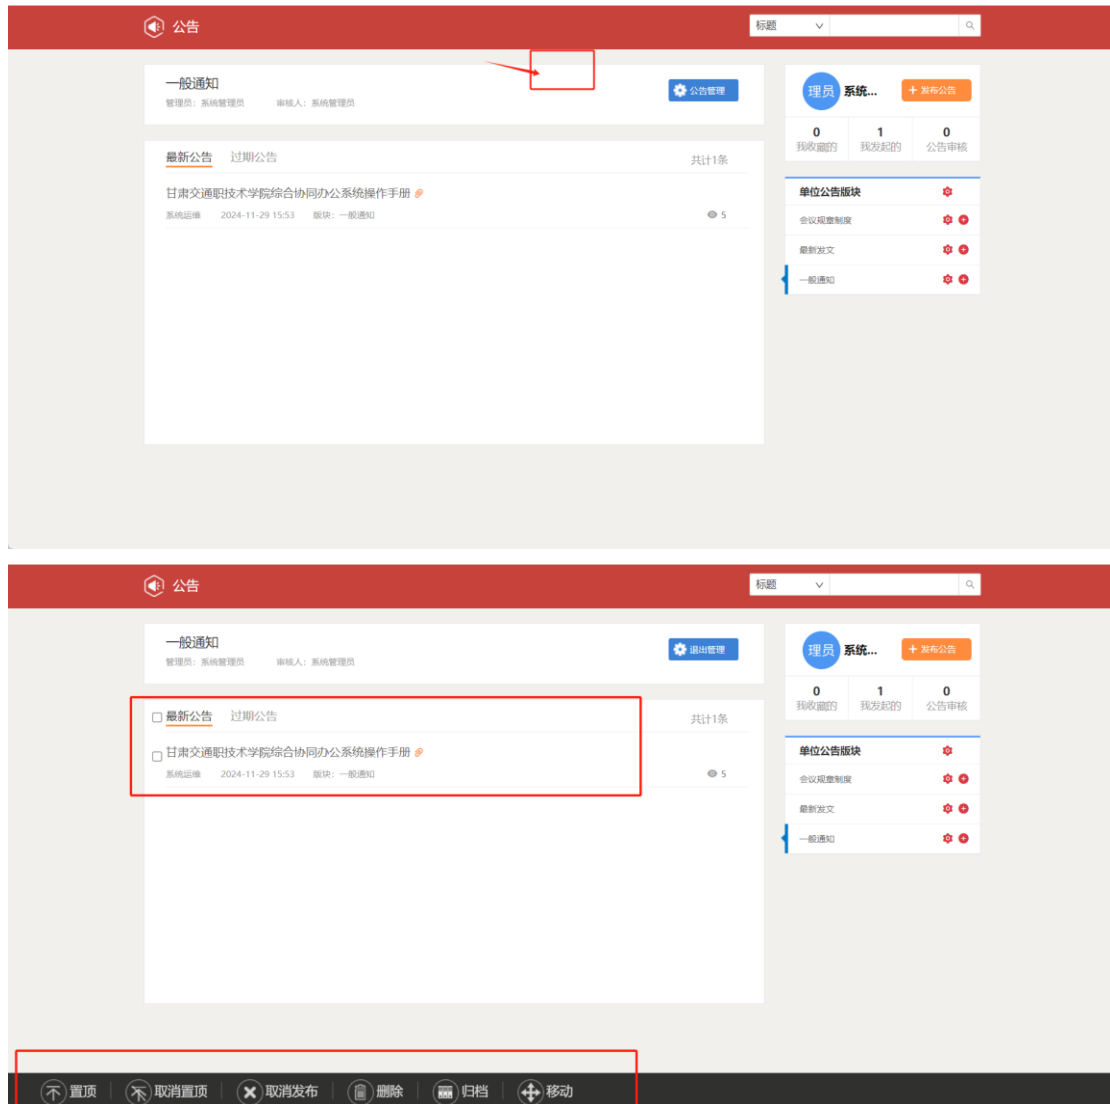 公告
标题
一般通知
管理员：系统管理员 审核人：系统管理员
公告管理
理员 系统... + 发布公告
0 1 0
我收藏的 我发起的 公告审核
最新公告 过期公告 共计1条
甘肃交通职技术学院综合协同办公系统操作手册
系统运维 2024-11-29 15:53 版块：一般通知 5
单位公告版块
会议规章制度
最新发文
一般通知
公告
标题
一般通知
管理员：系统管理员 审核人：系统管理员
退出管理
理员 系统... + 发布公告
0 1 0
我收藏的 我发起的 公告审核
最新公告 过期公告 共计1条
甘肃交通职技术学院综合协同办公系统操作手册
系统运维 2024-11-29 15:53 版块：一般通知 5
单位公告版块
会议规章制度
最新发文
一般通知
置顶 取消置顶 取消发布 删除 归档 移动